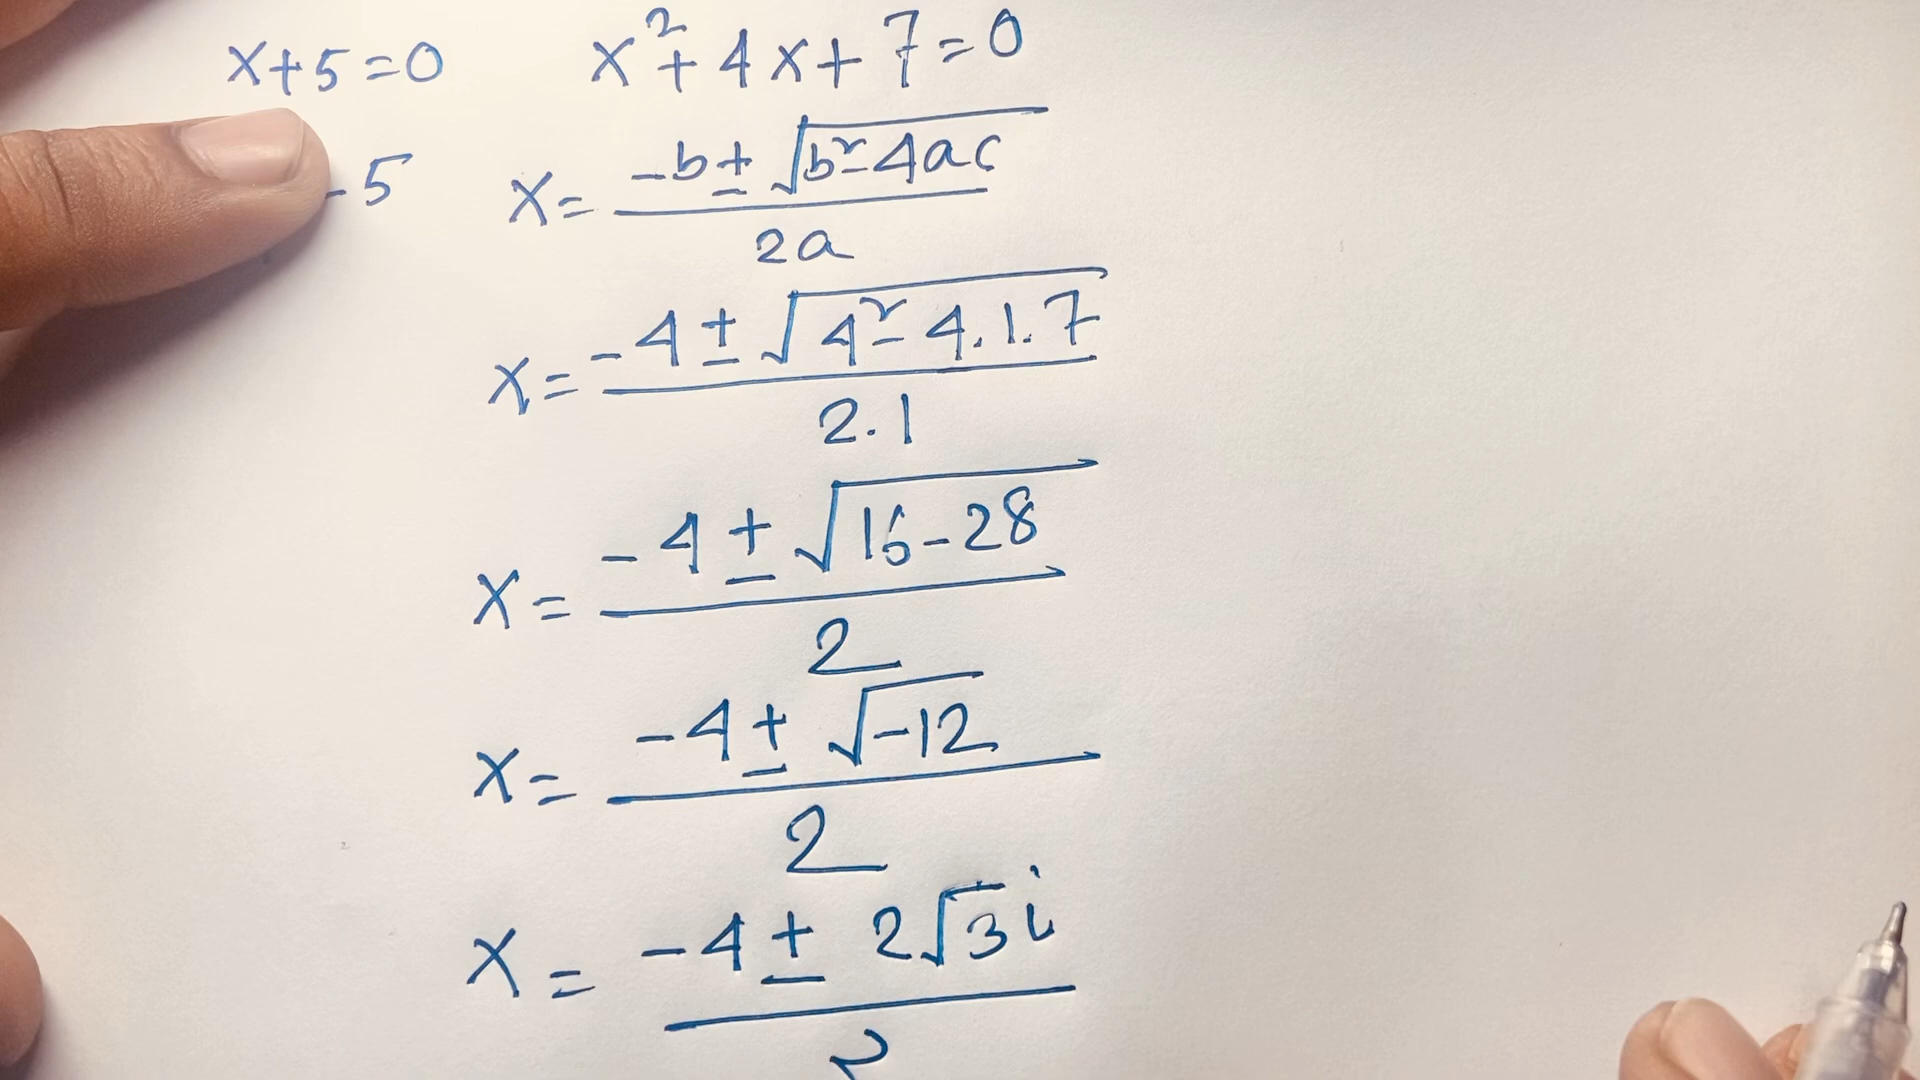 x+5=0    x²+4x+7=0
-5    x= (-b±√(b²-4ac))/(2a)
x= (-4±√(4²-4.1.7))/(2.1)
x= (-4±√(16-28))/2
x= (-4±√(-12))/2
x= (-4±2√3i)/2